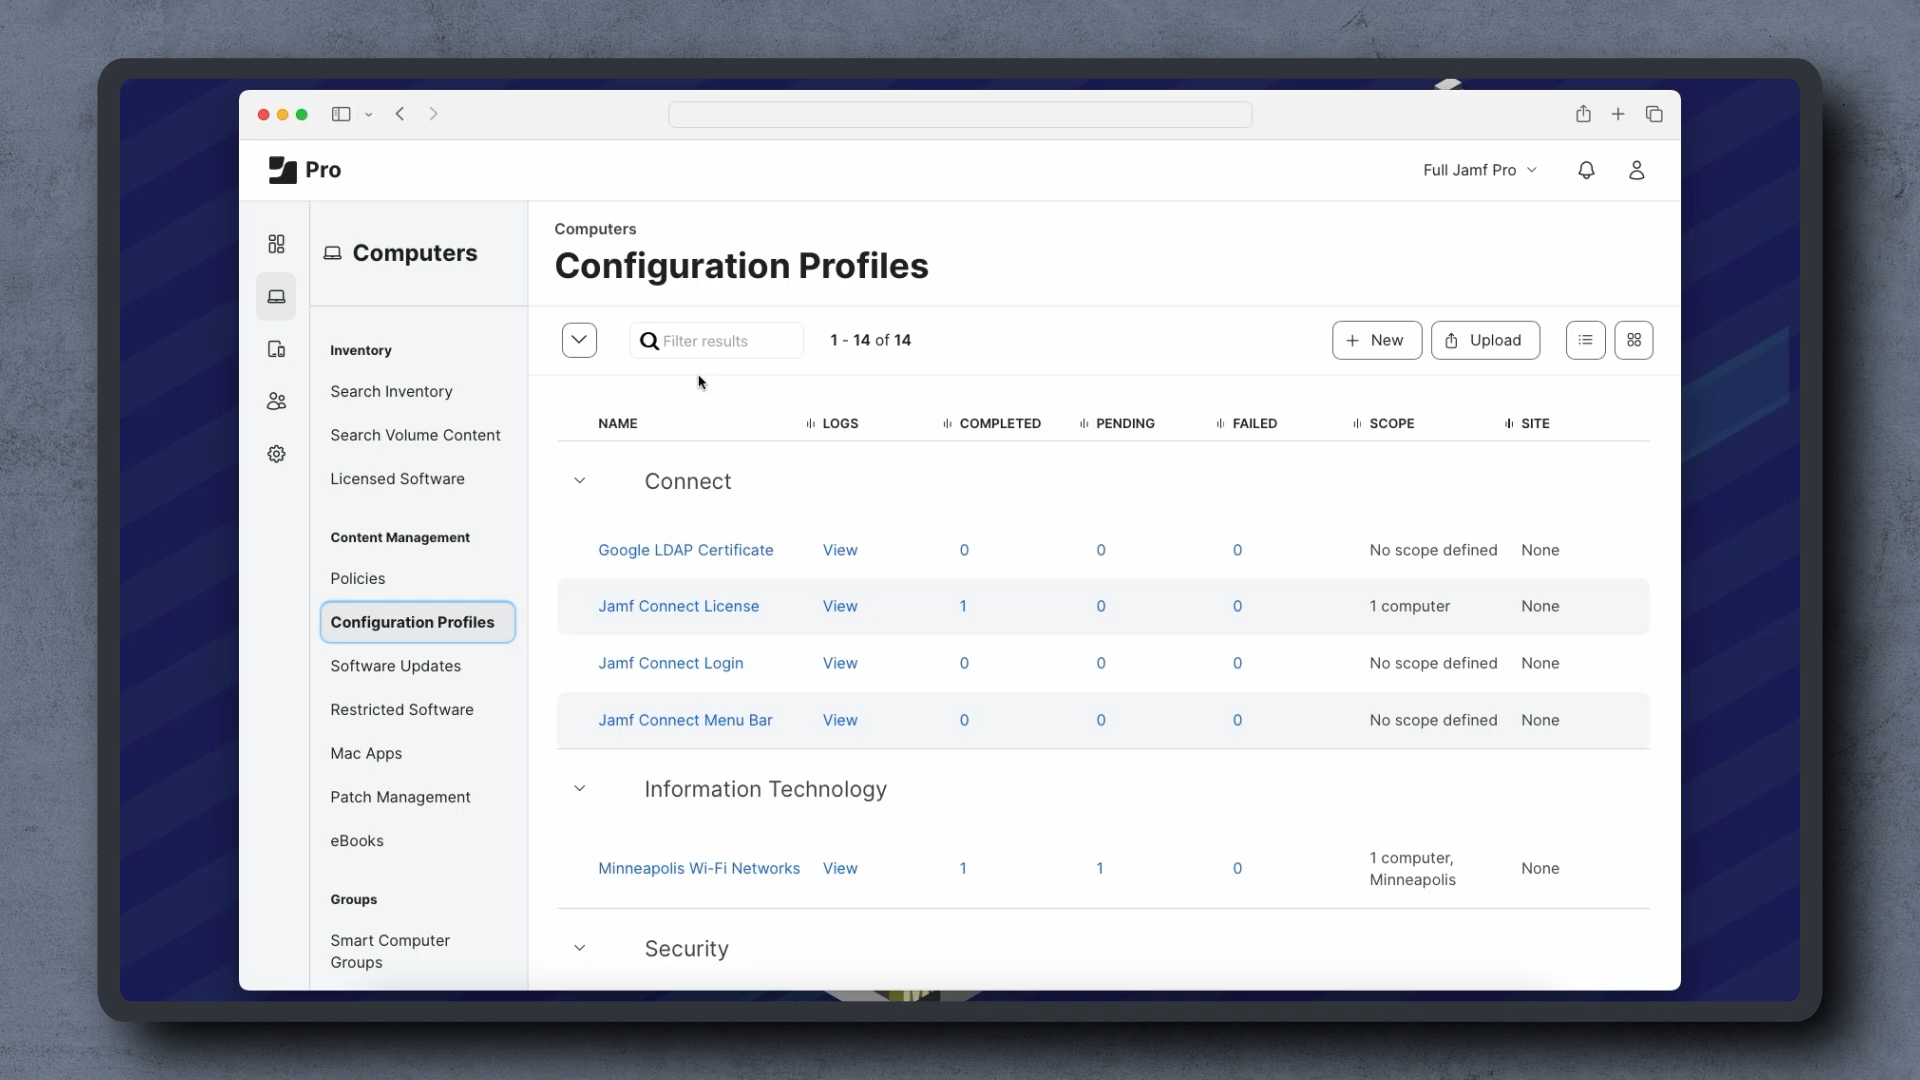 Pro
Full Jamf Pro
Computers
Inventory
Search Inventory
Search Volume Content
Licensed Software
Content Management
Policies
Configuration Profiles
Software Updates
Restricted Software
Mac Apps
Patch Management
eBooks
Groups
Smart Computer
Groups
Computers
Configuration Profiles
Filter results
1 - 14 of 14
New
Upload
NAME LOGS COMPLETED PENDING FAILED SCOPE SITE
Connect
Google LDAP Certificate View 0 0 0 No scope defined None
Jamf Connect License View 1 0 0 1 computer None
Jamf Connect Login View 0 0 0 No scope defined None
Jamf Connect Menu Bar View 0 0 0 No scope defined None
Information Technology
Minneapolis Wi-Fi Networks View 1 1 0 1 computer, None
Minneapolis
Security